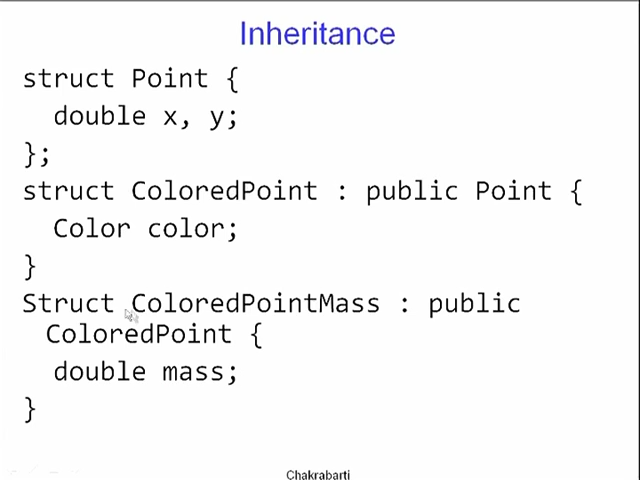 Inheritance
struct Point {
double x, y;
};
struct ColoredPoint : public Point {
Color color;
}
Struct ColoredPointMass : public
ColoredPoint {
double mass;
}
Chakrabarti